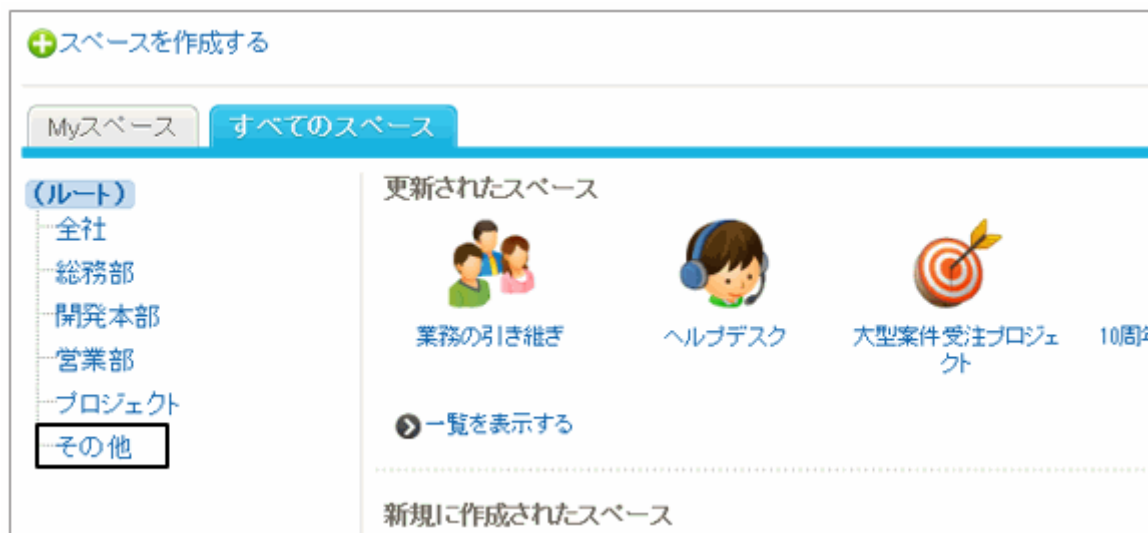 スペースを作成する
Myスペース
すべてのスペース
(ルート)
全社
総務部
開発本部
営業部
プロジェクト
その他
更新されたスペース
業務の引き継ぎ
ヘルプデスク
大型案件受注プロジェ
クト
10周年
一覧を表示する
新規に作成されたスペース